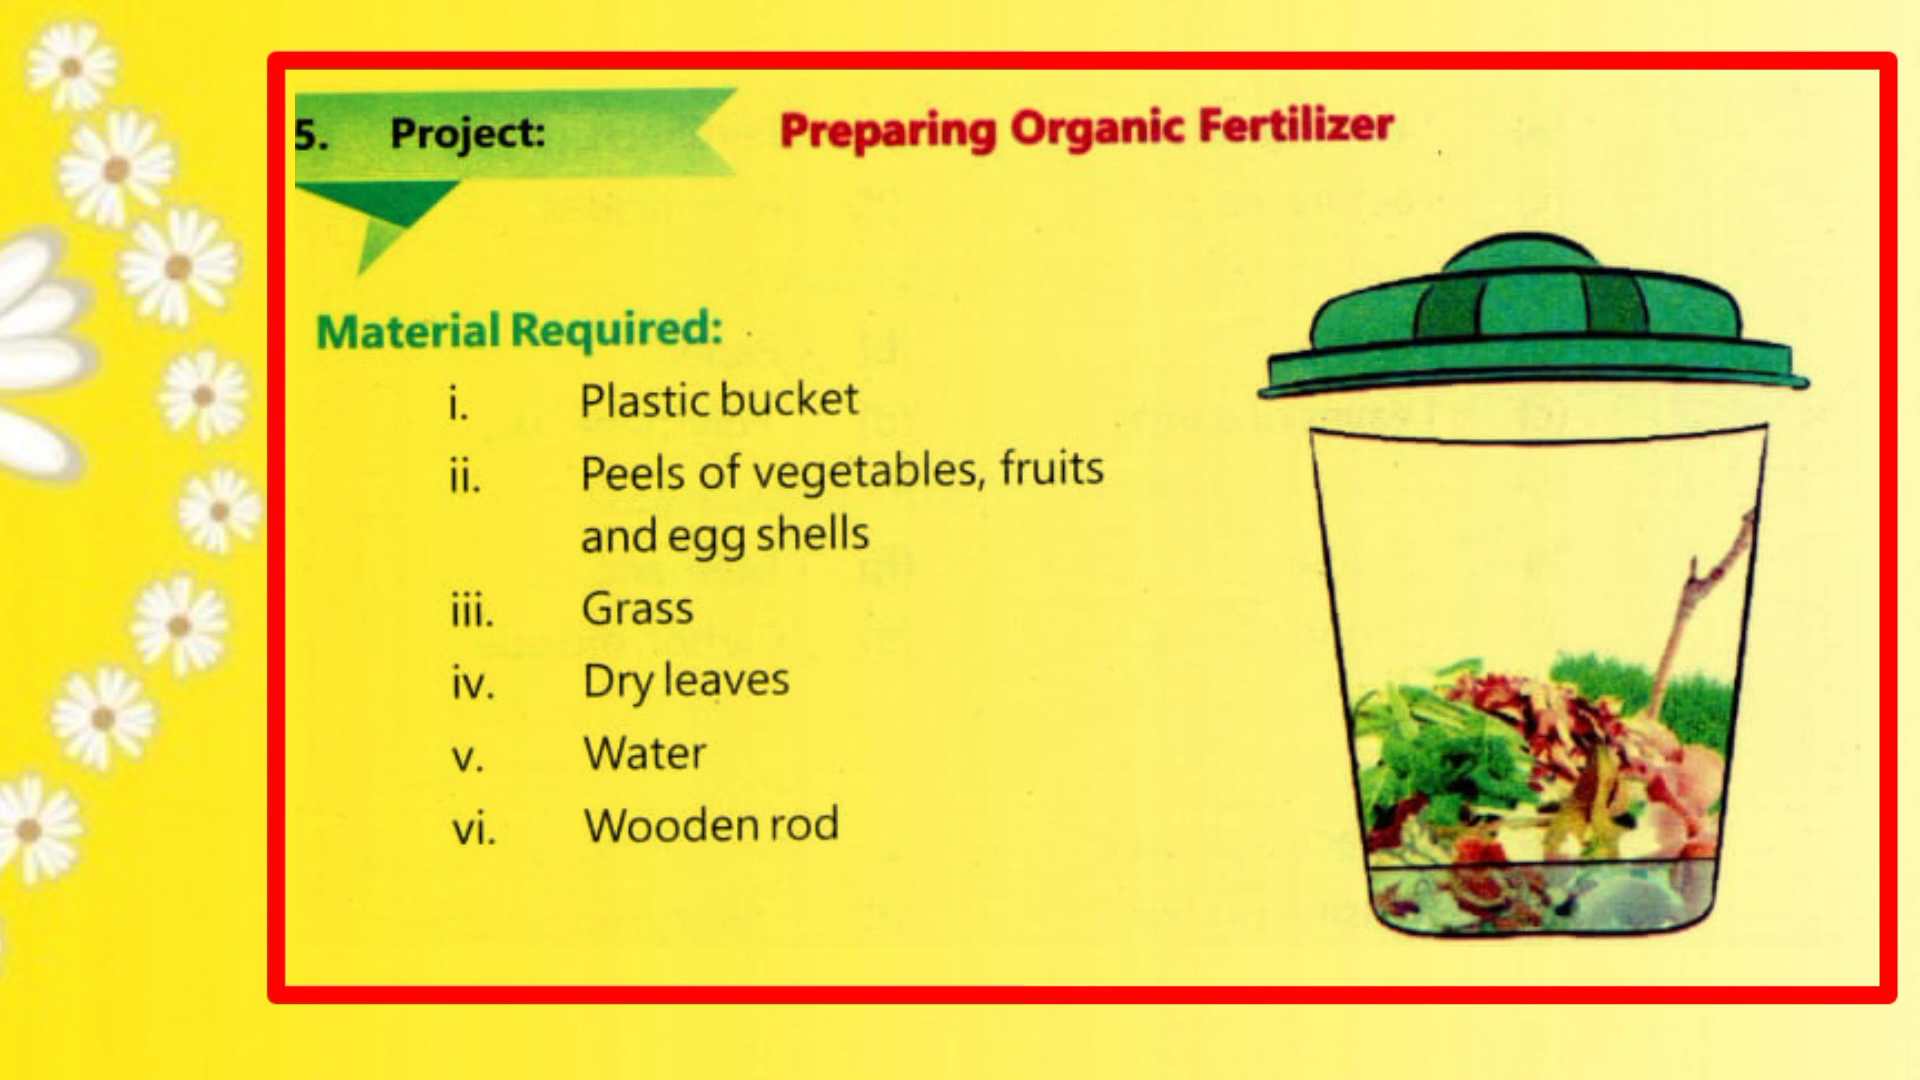 5. Project: Preparing Organic Fertilizer
Material Required:
i. Plastic bucket
ii. Peels of vegetables, fruits
and egg shells
iii. Grass
iv. Dry leaves
v. Water
vi. Wooden rod